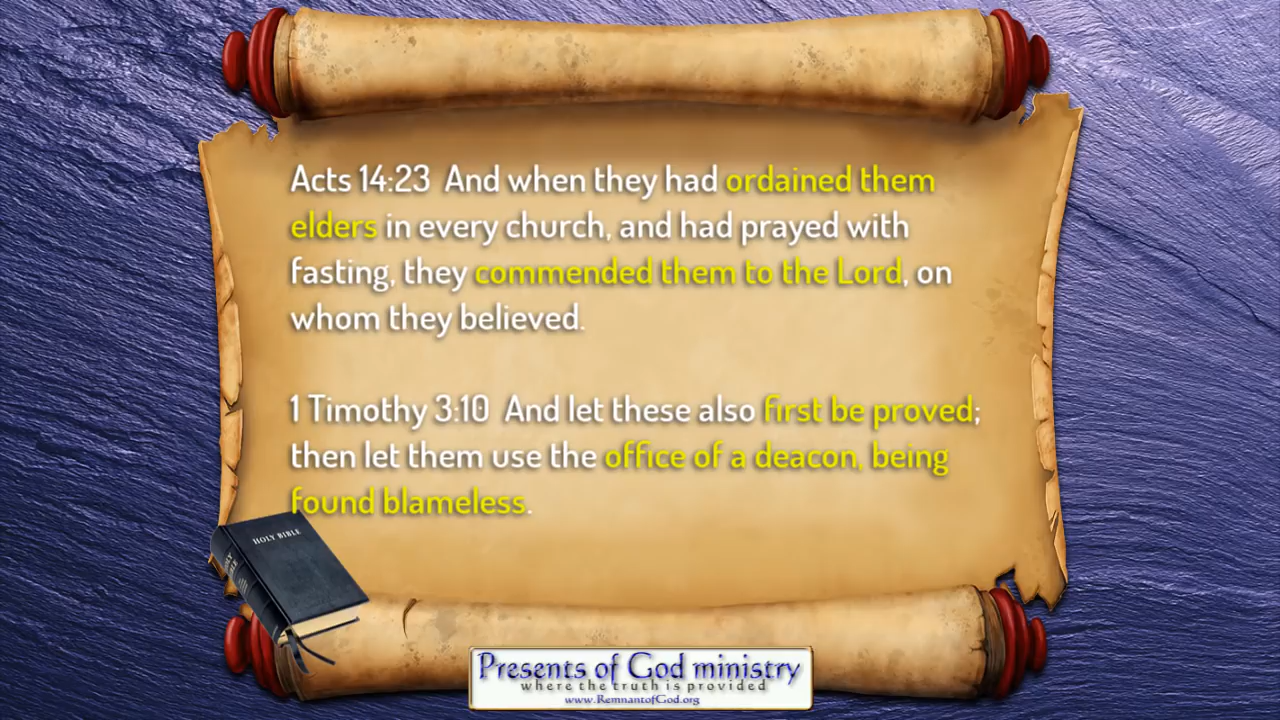 Acts 14:23 And when they had ordained them
elders in every church, and had prayed with
fasting, they commended them to the Lord, on
whom they believed.
1 Timothy 3:10 And let these also first be proved;
then let them use the office of a deacon, being
found blameless.
HOLY BIBLE
Presents of God ministry
where the truth is provided
www.RemnantofGod.org